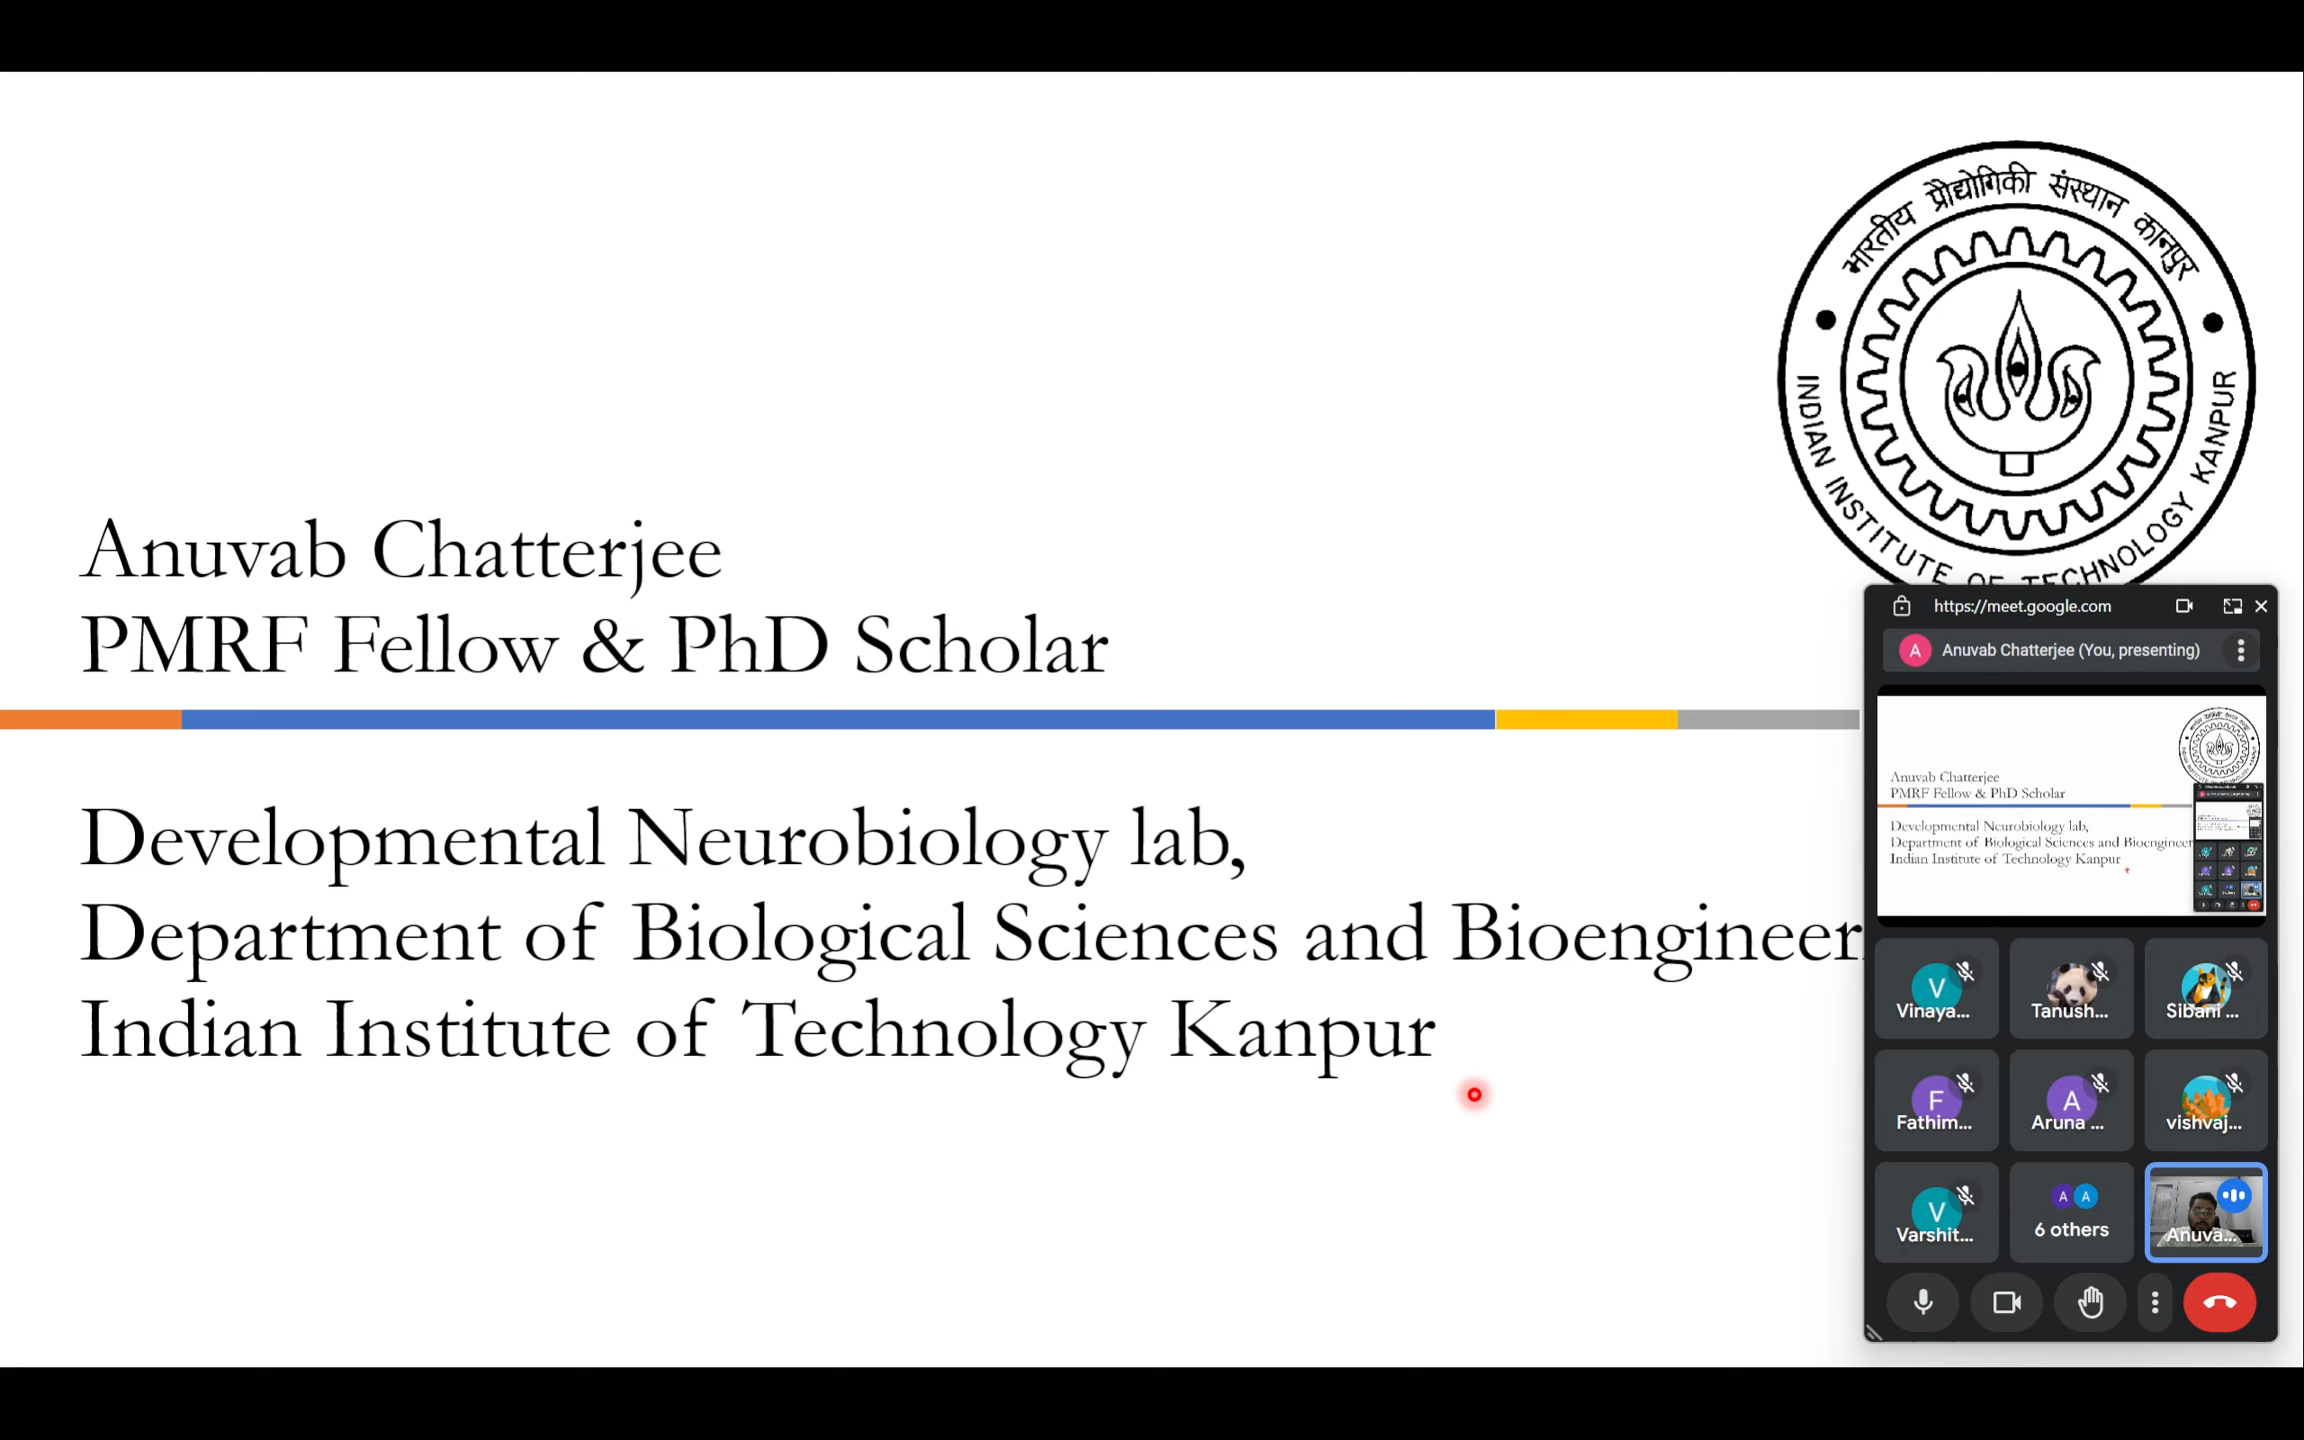 भारतीय प्रौद्योगिकी संस्थान कानपुर
INDIAN INSTITUTE OF TECHNOLOGY KANPUR
Anuvab Chatterjee
PMRF Fellow & PhD Scholar
Developmental Neurobiology lab,
Department of Biological Sciences and Bioengineer
Indian Institute of Technology Kanpur
https://meet.google.com
A Anuvab Chatterjee (You, presenting)
Anuvab Chatterjee
PMRF Fellow & PhD Scholar
Developmental Neurobiology lab,
Department of Biological Sciences and Bioengineer
Indian Institute of Technology Kanpur
V
Vinaya...
Tanush...
Sibani ...
F
Fathim...
A
Aruna ...
vishvaj...
V
Varshit...
A A
6 others
Anuva...